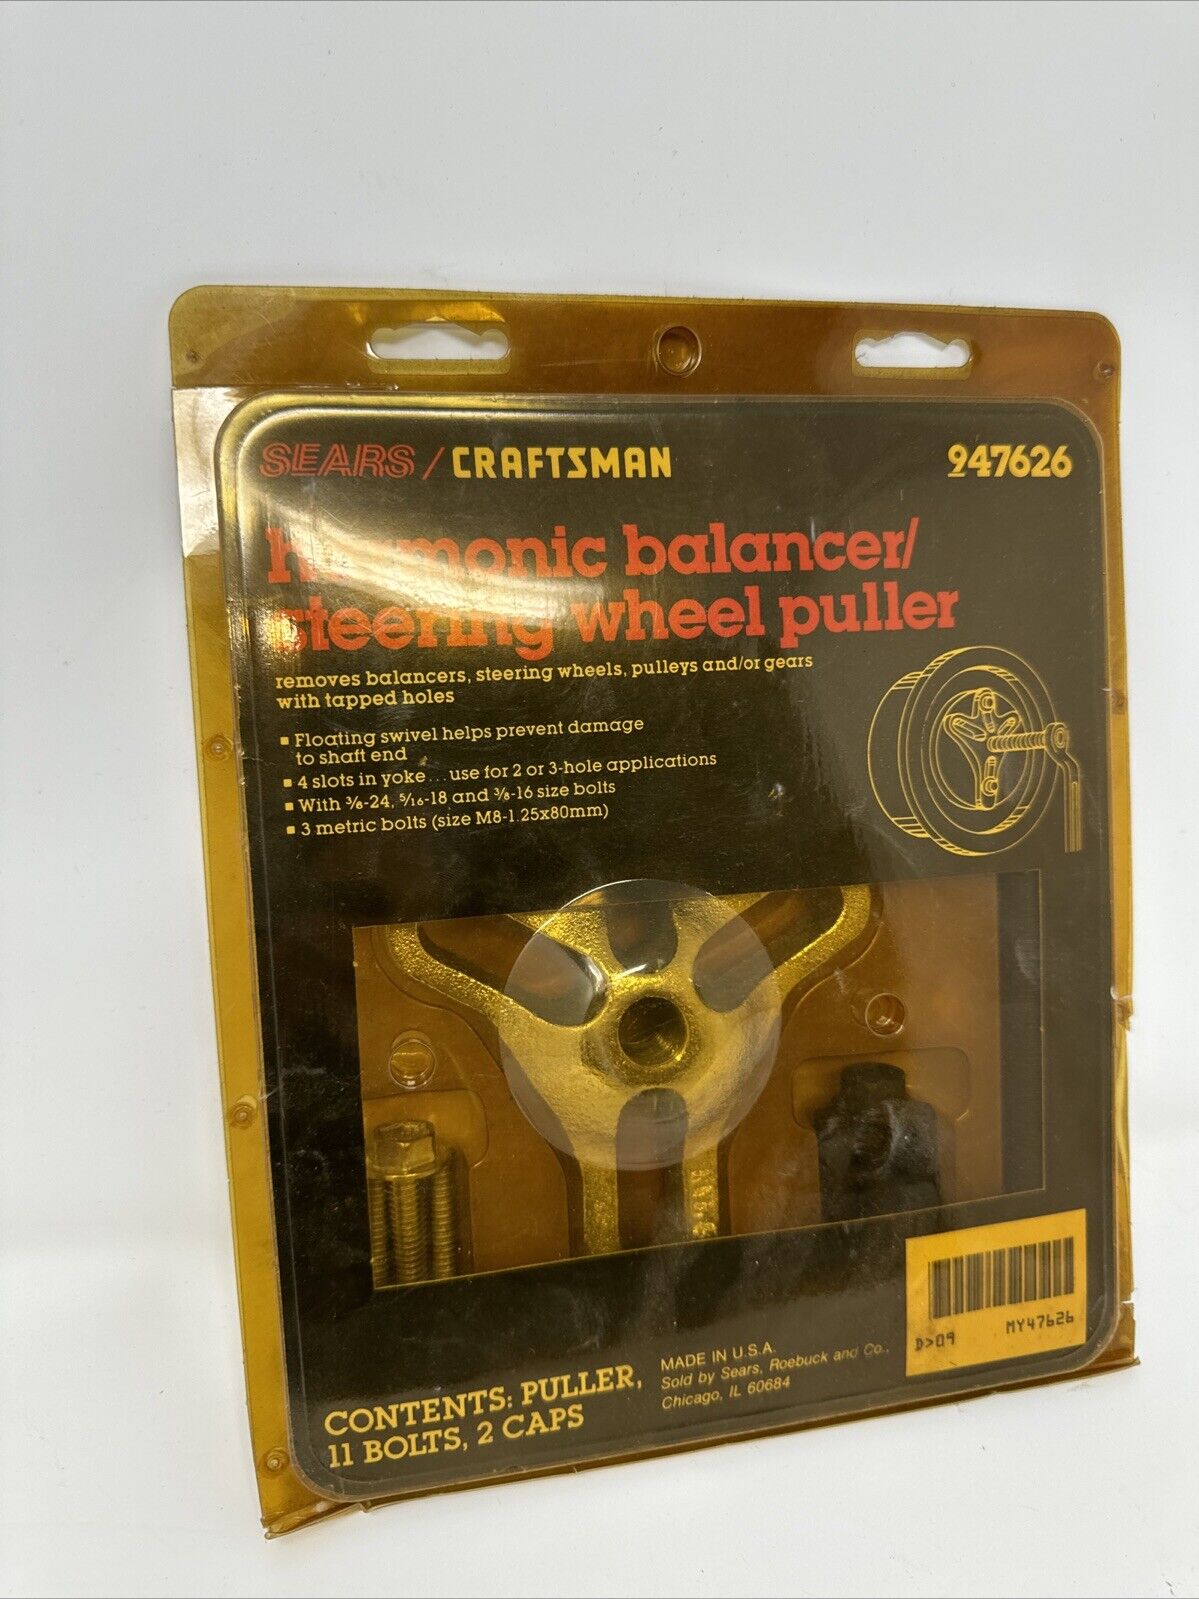 SEARS / CRAFTSMAN
947626
harmonic balancer/
steering wheel puller
removes balancers, steering wheels, pulleys and/or gears
with tapped holes
▪ Floating swivel helps prevent damage
to shaft end
▪ 4 slots in yoke...use for 2 or 3-hole applications
▪ With 3/8-24, 5/16-18 and 3/8-16 size bolts
▪ 3 metric bolts (size M8-1.25x80mm)
D>09 MY47626
CONTENTS: PULLER,
11 BOLTS, 2 CAPS
MADE IN U.S.A.
Sold by Sears, Roebuck and Co.,
Chicago, IL 60684